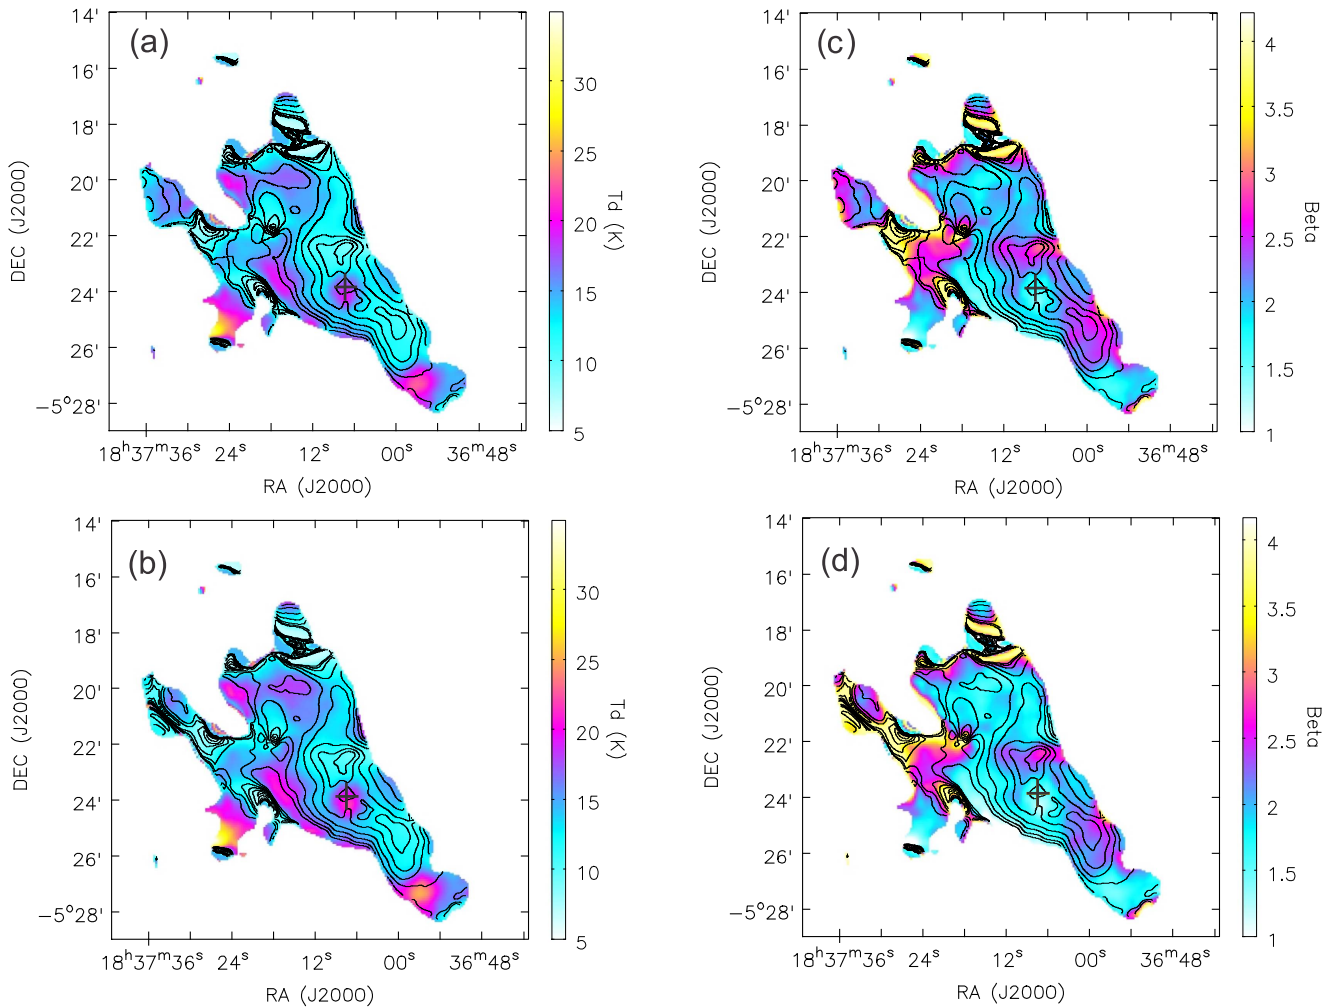 (a)
14'
16'
18'
20'
22'
24'
26'
−5°28'
DEC (J2000)
18ʰ37ᵐ36ˢ 24ˢ 12ˢ 00ˢ 36ᵐ48ˢ
RA (J2000)
30
25
20
15
10
5
Td (K)
(c)
14'
16'
18'
20'
22'
24'
26'
−5°28'
DEC (J2000)
18ʰ37ᵐ36ˢ 24ˢ 12ˢ 00ˢ 36ᵐ48ˢ
RA (J2000)
4
3.5
3
2.5
2
1.5
1
Beta
(b)
14'
16'
18'
20'
22'
24'
26'
−5°28'
DEC (J2000)
18ʰ37ᵐ36ˢ 24ˢ 12ˢ 00ˢ 36ᵐ48ˢ
RA (J2000)
30
25
20
15
10
5
Td (K)
(d)
14'
16'
18'
20'
22'
24'
26'
−5°28'
DEC (J2000)
18ʰ37ᵐ36ˢ 24ˢ 12ˢ 00ˢ 36ᵐ48ˢ
RA (J2000)
4
3.5
3
2.5
2
1.5
1
Beta